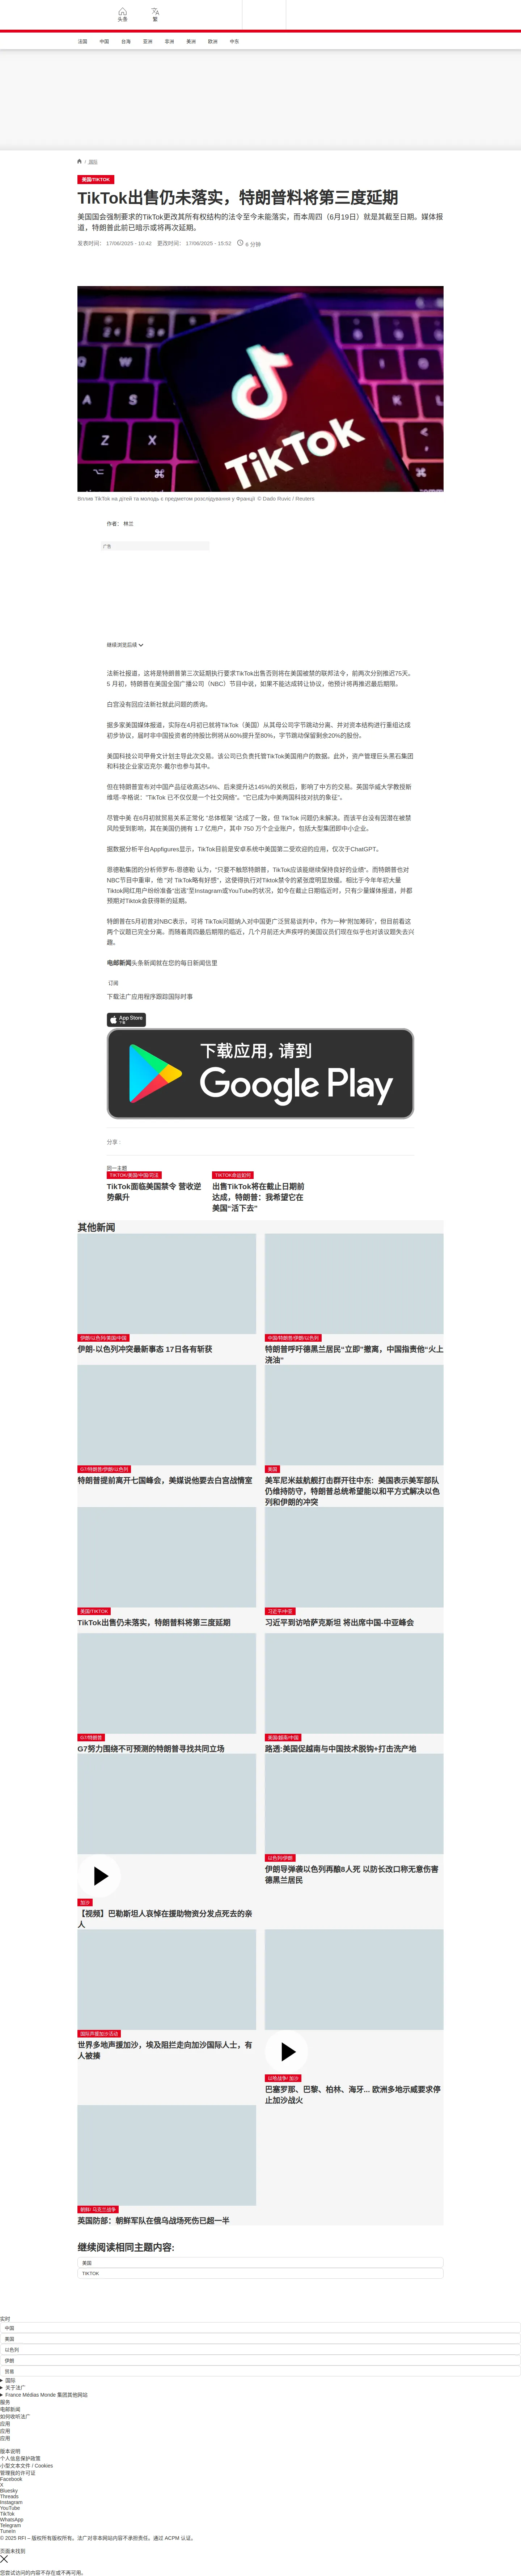 头条
繁
法国
中国
台海
亚洲
非洲
美洲
欧洲
中东
/ 国际
美国/TIKTOK
TikTok出售仍未落实，特朗普料将第三度延期
美国国会强制要求的TikTok更改其所有权结构的法令至今未能落实，而本周四（6月19日）就是其截至日期。媒体报
道，特朗普此前已暗示或将再次延期。
发表时间： 17/06/2025 - 10:42 更改时间： 17/06/2025 - 15:52 6 分钟
TikTok
Вплив TikTok на дітей та молодь є предметом розслідування у Франції © Dado Ruvic / Reuters
作者： 林兰
广告
继续浏览后续
法新社报道，这将是特朗普第三次延期执行要求TikTok出售否则将在美国被禁的联邦法令，前两次分别推迟75天。
5 月初，特朗普在美国全国广播公司（NBC）节目中说，如果不能达成转让协议，他预计将再推迟最后期限。
白宫没有回应法新社就此问题的质询。
据多家美国媒体报道，实际在4月初已就将TikTok（美国）从其母公司字节跳动分离、并对资本结构进行重组达成
初步协议，届时非中国投资者的持股比例将从60%提升至80%，字节跳动保留剩余20%的股份。
美国科技公司甲骨文计划主导此次交易。该公司已负责托管TikTok美国用户的数据。此外，资产管理巨头黑石集团
和科技企业家迈克尔·戴尔也参与其中。
但在特朗普宣布对中国产品征收高达54%、后来提升达145%的关税后，影响了中方的交易。英国华威大学教授斯
维塔-辛格说："TikTok 已不仅仅是一个社交网络"。"它已成为中美两国科技对抗的象征"。
尽管中美 在6月初就贸易关系正常化 "总体框架 "达成了一致，但 TikTok 问题仍未解决。而该平台没有因潜在被禁
风险受到影响，其在美国仍拥有 1.7 亿用户，其中 750 万个企业账户，包括大型集团即中小企业。
据数据分析平台Appfigures显示，TikTok目前是安卓系统中美国第二受欢迎的应用，仅次于ChatGPT。
恩德勒集团的分析师罗布-恩德勒 认为，"只要不触怒特朗普，TikTok应该能继续保持良好的业绩"。而特朗普也对
NBC节目中重审，他 "对 TikTok略有好感"，这使得执行对Tiktok禁令的紧张度明显放缓。相比于今年年初大量
Tiktok网红用户纷纷准备"出逃"至Instagram或YouTube的状况，如今在截止日期临近时，只有少量媒体报道，并都
预期对Tiktok会获得新的延期。
特朗普在5月初曾对NBC表示，可将 TikTok问题纳入对中国更广泛贸易谈判中，作为一种“附加筹码”，但目前看这
两个议题已完全分离。而随着周四最后期限的临近，几个月前还大声疾呼的美国议员们现在似乎也对该议题失去兴
趣。
电邮新闻头条新闻就在您的每日新闻信里
订阅
下载法广应用程序跟踪国际时事
App Store
下载
下载应用，请到
Google Play
分享 :
同一主题
TIKTOK/美国/中国/司法
TikTok面临美国禁令 营收逆
势飙升
TIKTOK命运如何
出售TikTok将在截止日期前
达成，特朗普：我希望它在
美国“活下去”
其他新闻
伊朗/以色列/美国/中国
伊朗-以色列冲突最新事态 17日各有斩获
中国/特朗普/伊朗/以色列
特朗普呼吁德黑兰居民“立即”撤离，中国指责他“火上
浇油”
G7/特朗普/伊朗/以色列
特朗普提前离开七国峰会，美媒说他要去白宫战情室
美国
美军尼米兹航舰打击群开往中东: 美国表示美军部队
仍维持防守，特朗普总统希望能以和平方式解决以色
列和伊朗的冲突
美国/TIKTOK
TikTok出售仍未落实，特朗普料将第三度延期
习近平/中亚
习近平到访哈萨克斯坦 将出席中国-中亚峰会
G7/特朗普
G7努力围绕不可预测的特朗普寻找共同立场
美国/越南/中国
路透:美国促越南与中国技术脱钩+打击洗产地
加沙
【视频】巴勒斯坦人哀悼在援助物资分发点死去的亲
人
以色列/伊朗
伊朗导弹袭以色列再酿8人死 以防长改口称无意伤害
德黑兰居民
国际声援加沙活动
世界多地声援加沙，埃及阻拦走向加沙国际人士，有
人被揍
以哈战争/ 加沙
巴塞罗那、巴黎、柏林、海牙... 欧洲多地示威要求停
止加沙战火
朝鲜/ 乌克兰战争
英国防部：朝鲜军队在俄乌战场死伤已超一半
继续阅读相同主题内容:
美国
TIKTOK
实时
中国
美国
以色列
伊朗
贸易
国际
关于法广
France Médias Monde 集团其他网站
服务
电邮新闻
如何收听法广
应用
应用
应用
版本说明
个人信息保护政策
小型文本文件 / Cookies
管理我的许可证
Facebook
X
Bluesky
Threads
Instagram
YouTube
TikTok
WhatsApp
Telegram
TuneIn
© 2025 RFI – 版权所有版权所有。法广对非本网站内容不承担责任。通过 ACPM 认证。
页面未找到
您尝试访问的内容不存在或不再可用。